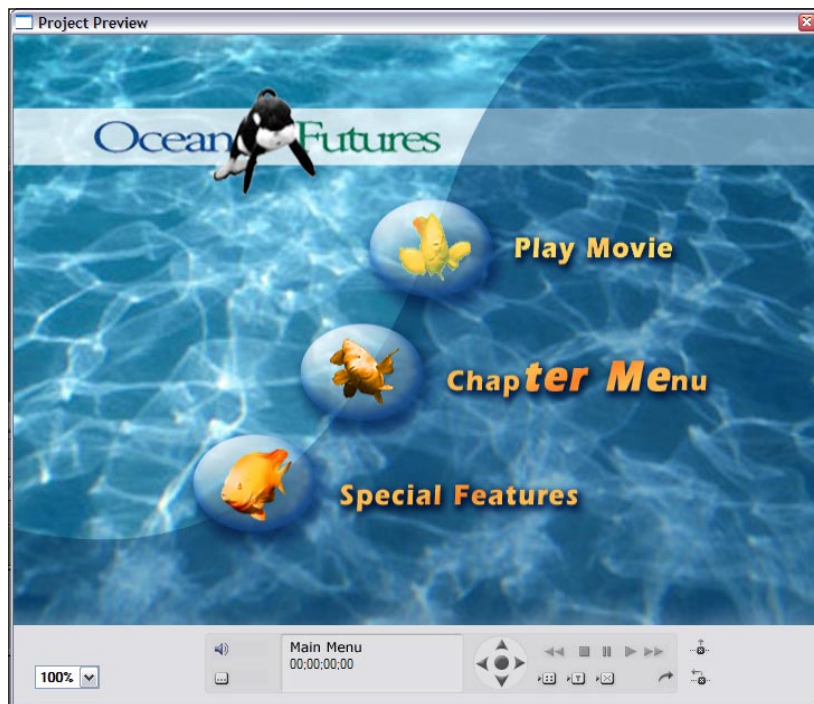 Project Preview
Ocean Futures
Play Movie
Chapter Menu
Special Features
Main Menu
00;00;00;00
100%